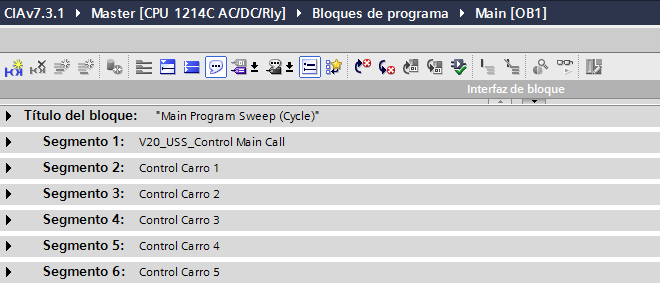 CIAv7.3.1 Master [CPU 1214C AC/DC/Rly] Bloques de programa Main [OB1]
Interfaz de bloque
Título del bloque: "Main Program Sweep (Cycle)"
Segmento 1: V20_USS_Control Main Call
Segmento 2: Control Carro 1
Segmento 3: Control Carro 2
Segmento 4: Control Carro 3
Segmento 5: Control Carro 4
Segmento 6: Control Carro 5